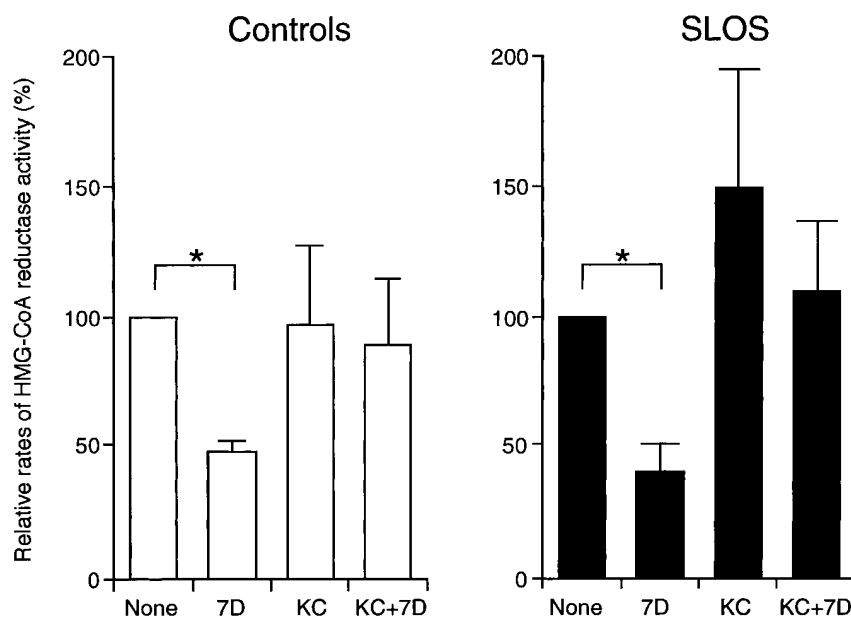 Controls
SLOS
Relative rates of HMG-CoA reductase activity (%)
200
150
100
50
0
*
None 7D KC KC+7D
200
150
100
50
0
*
None 7D KC KC+7D